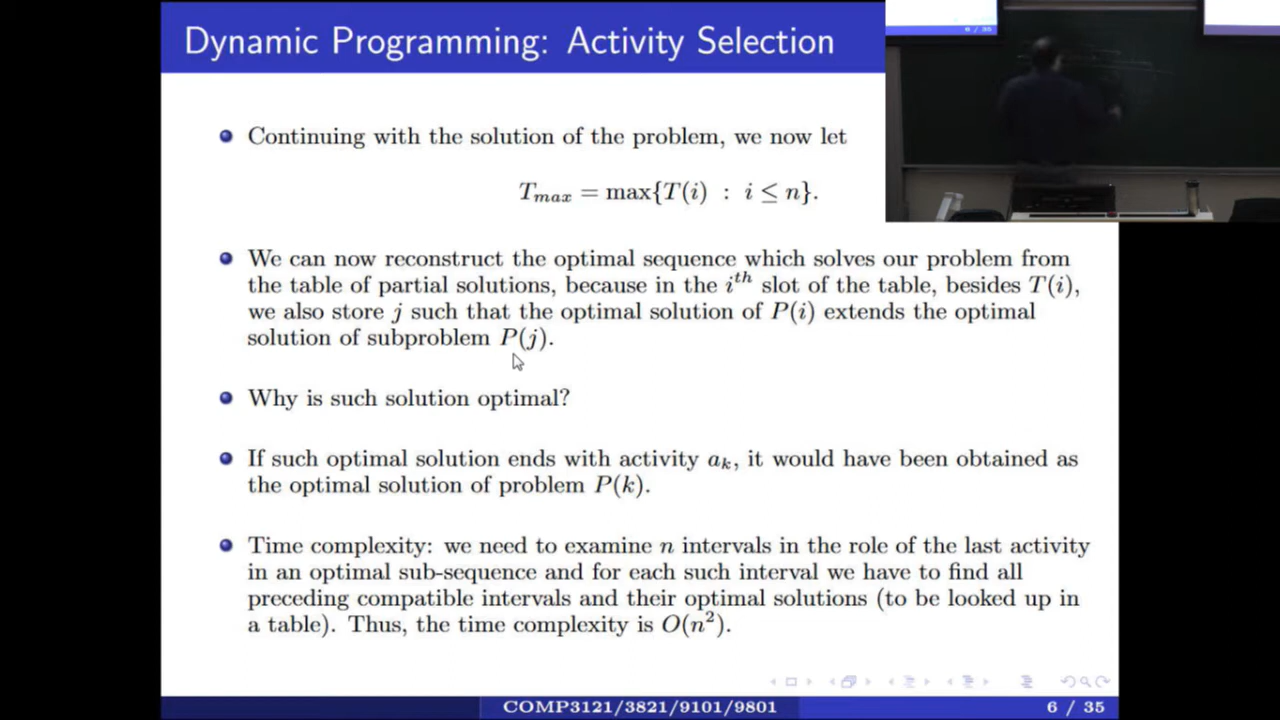 Dynamic Programming: Activity Selection
Continuing with the solution of the problem, we now let
T_max = max{T(i) : i ≤ n}.
We can now reconstruct the optimal sequence which solves our problem from
the table of partial solutions, because in the i^th slot of the table, besides T(i),
we also store j such that the optimal solution of P(i) extends the optimal
solution of subproblem P(j).
Why is such solution optimal?
If such optimal solution ends with activity a_k, it would have been obtained as
the optimal solution of problem P(k).
Time complexity: we need to examine n intervals in the role of the last activity
in an optimal sub-sequence and for each such interval we have to find all
preceding compatible intervals and their optimal solutions (to be looked up in
a table). Thus, the time complexity is O(n^2).
COMP3121/3821/9101/9801
6 / 35
6 / 35